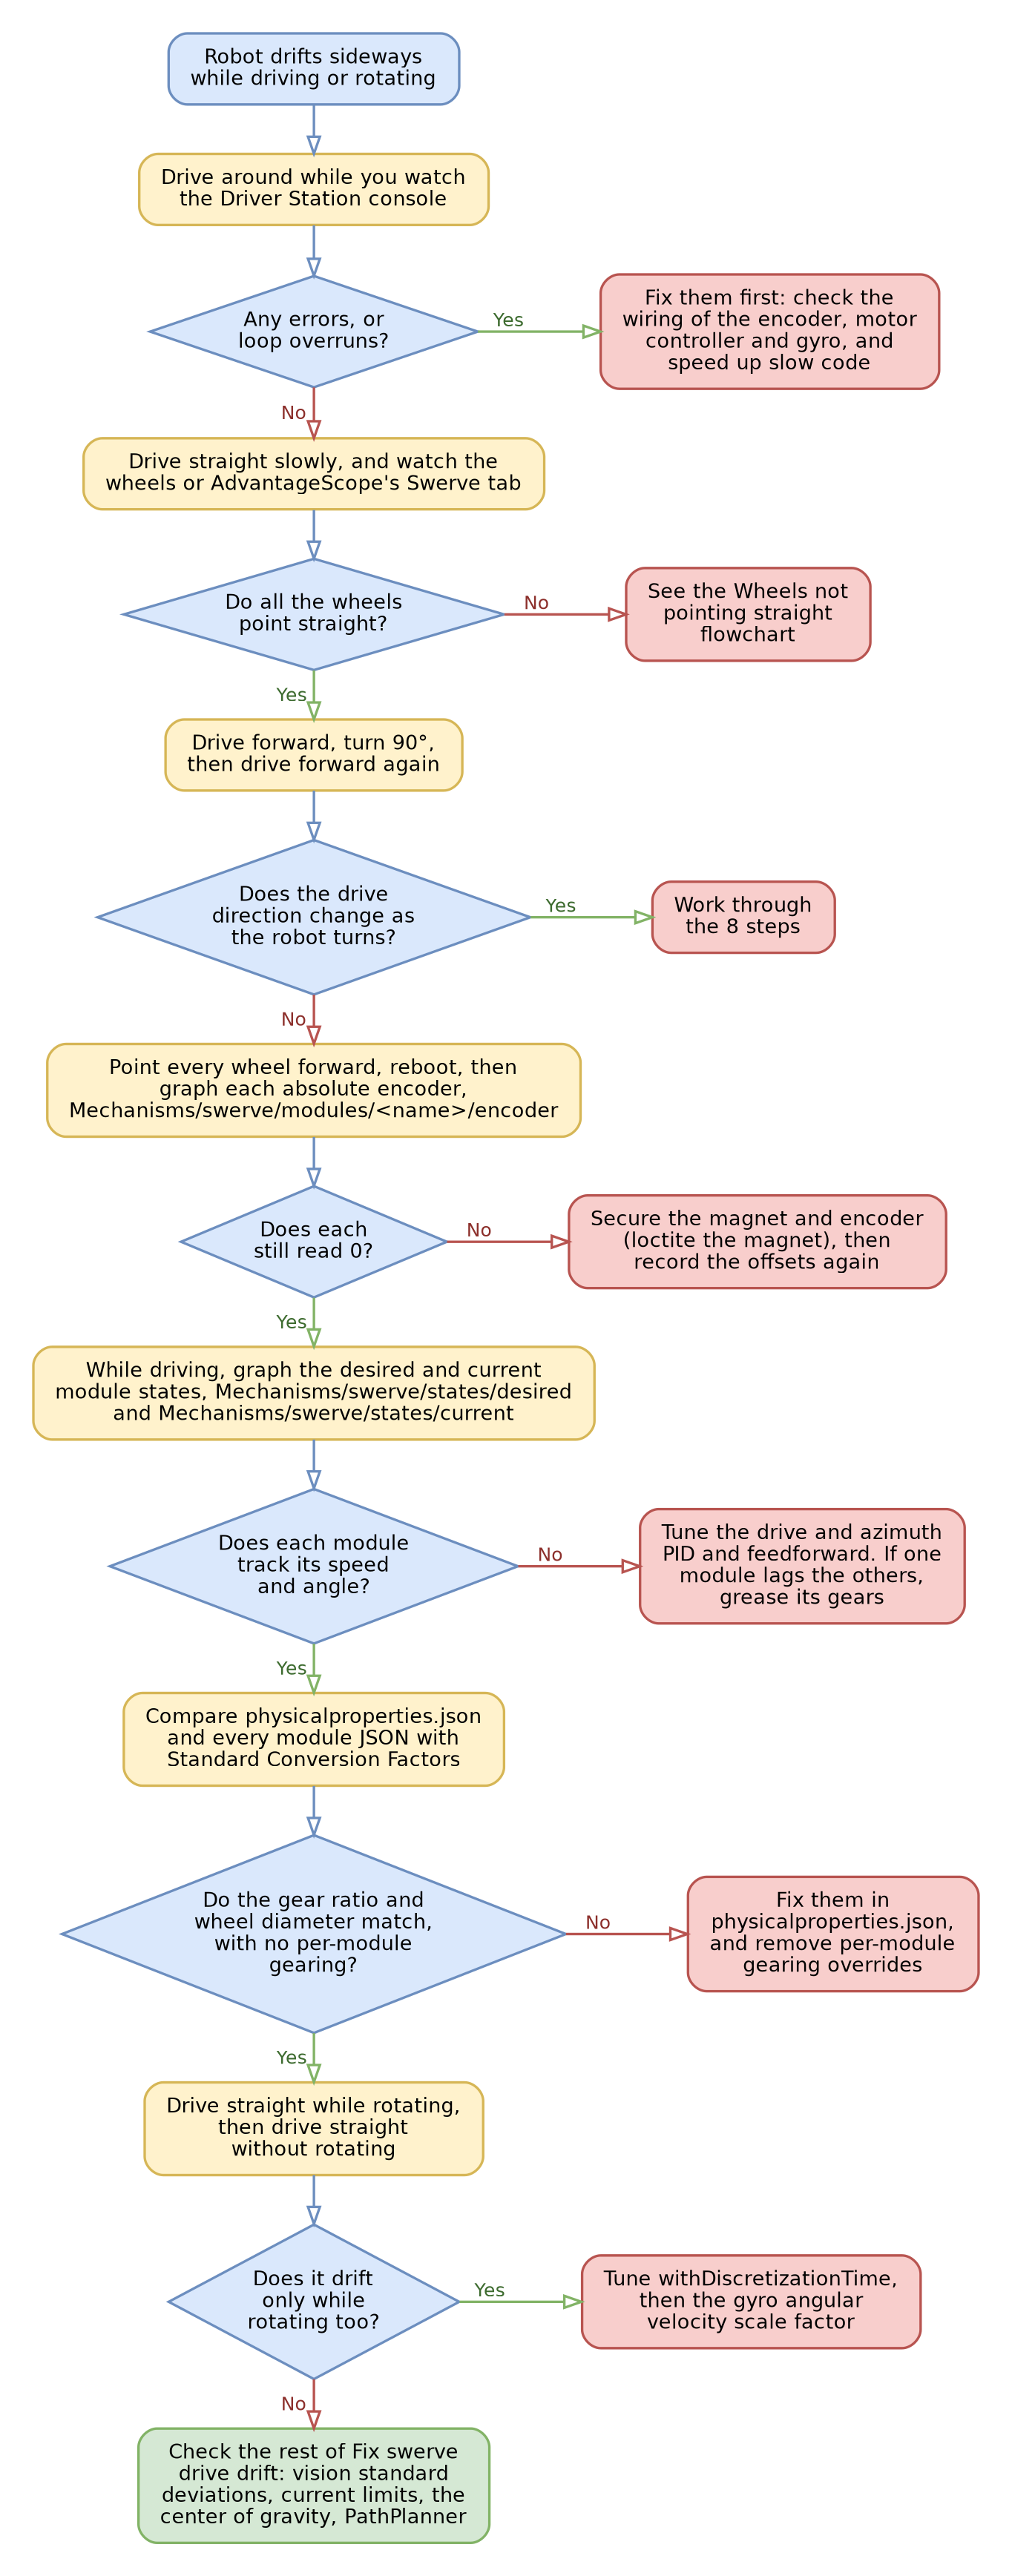 Robot drifts sideways
while driving or rotating
Drive around while you watch
the Driver Station console
Any errors, or
loop overruns?
Yes
Fix them first: check the
wiring of the encoder, motor
controller and gyro, and
speed up slow code
No
Drive straight slowly, and watch the
wheels or AdvantageScope's Swerve tab
Do all the wheels
point straight?
No
See the Wheels not
pointing straight
flowchart
Yes
Drive forward, turn 90°,
then drive forward again
Does the drive
direction change as
the robot turns?
Yes
Work through
the 8 steps
No
Point every wheel forward, reboot, then
graph each absolute encoder,
Mechanisms/swerve/modules/<name>/encoder
Does each
still read 0?
No
Secure the magnet and encoder
(loctite the magnet), then
record the offsets again
Yes
While driving, graph the desired and current
module states, Mechanisms/swerve/states/desired
and Mechanisms/swerve/states/current
Does each module
track its speed
and angle?
No
Tune the drive and azimuth
PID and feedforward. If one
module lags the others,
grease its gears
Yes
Compare physicalproperties.json
and every module JSON with
Standard Conversion Factors
Do the gear ratio and
wheel diameter match,
with no per-module
gearing?
No
Fix them in
physicalproperties.json,
and remove per-module
gearing overrides
Yes
Drive straight while rotating,
then drive straight
without rotating
Does it drift
only while
rotating too?
Yes
Tune withDiscretizationTime,
then the gyro angular
velocity scale factor
No
Check the rest of Fix swerve
drive drift: vision standard
deviations, current limits, the
center of gravity, PathPlanner